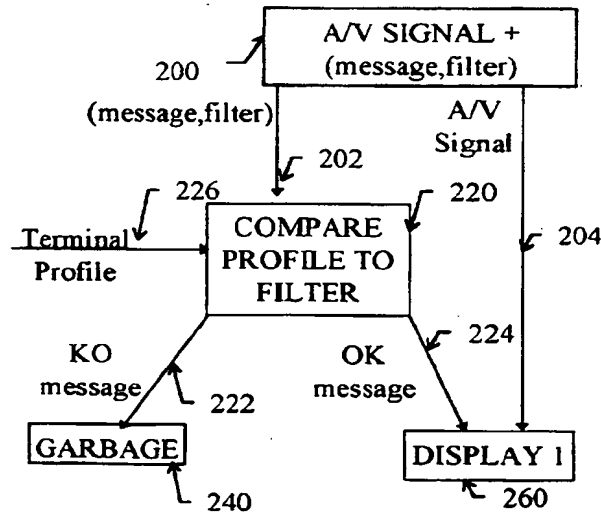 A/V SIGNAL +
(message,filter)
200
(message,filter)
A/V
Signal
202
226
220
Terminal
Profile
COMPARE
PROFILE TO
FILTER
204
KO
message
222
OK
message
224
GARBAGE
240
DISPLAY 1
260